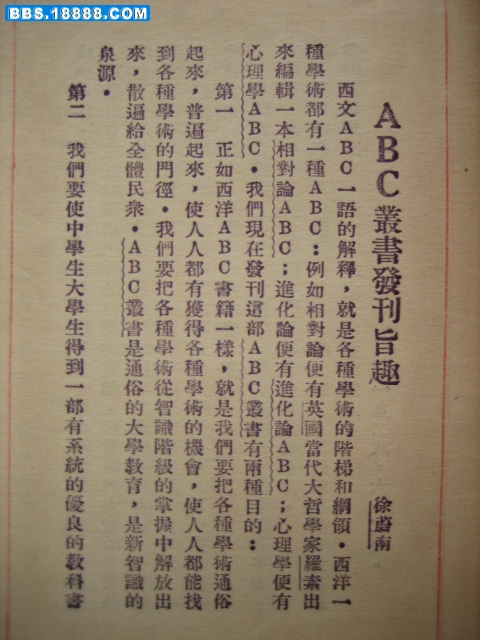 BBS.18888.COM
ABC叢書發刊旨趣
徐蔚南
西文ABC一語的解釋，就是各種學術的階梯和綱領．西洋一
種學術都有一種ABC：例如相對論便有英國當代大哲學家羅素出
來編輯一本相對論ABC；進化論便有進化論ABC；心理學便有
心理學ABC．我們現在發刊這部ABC叢書有兩種目的：
第一　正如西洋ABC書籍一樣，就是我們要把各種學術通俗
起來，普遍起來，使人人都有獲得各種學術的機會，使人人都能找
到各種學術的門徑．我們要把各種學術從智識階級的掌握中解放出
來，散遍給全體民衆．ABC叢書是通俗的大學教育，是新智識的
泉源．
第二　我們要使中學生大學生得到一部有系統的優良的教科書